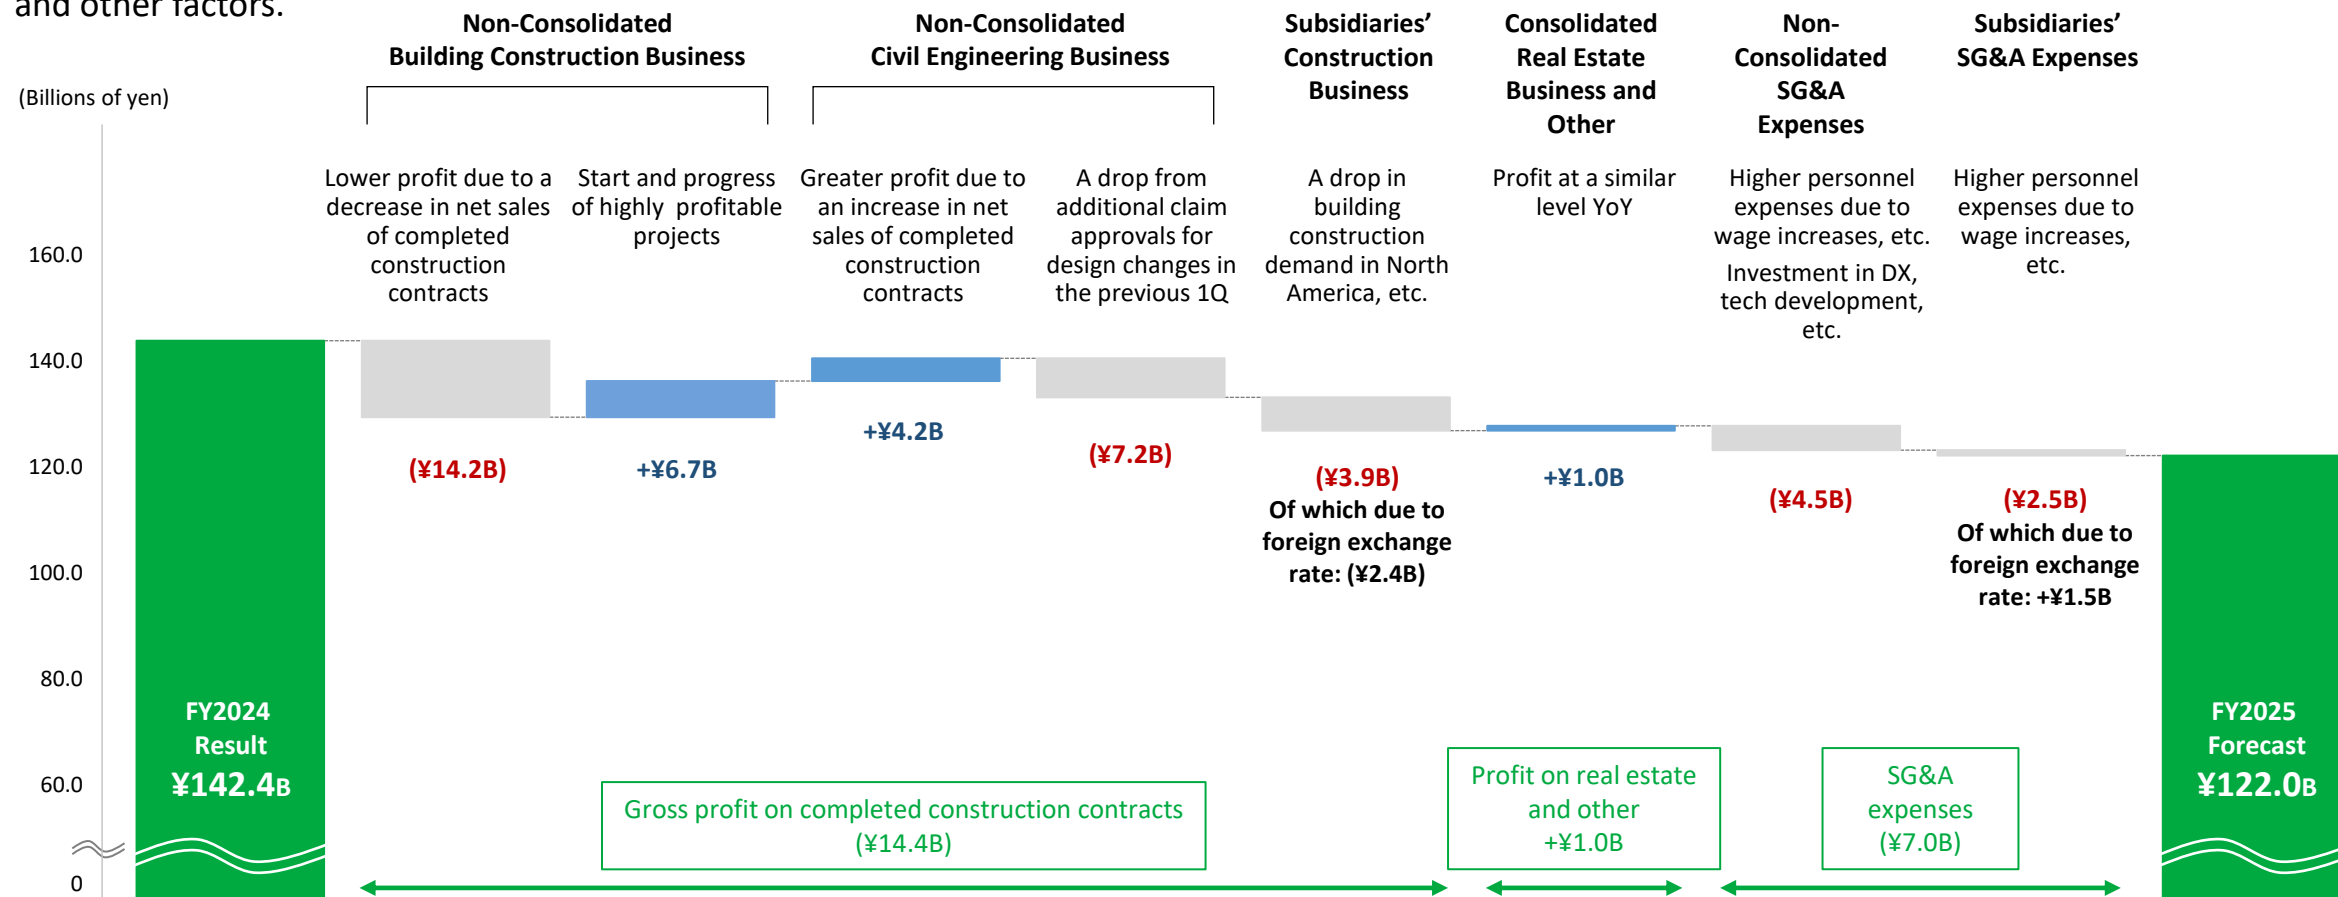 and other factors.
(Billions of yen)
Non-Consolidated
Building Construction Business
Non-Consolidated
Civil Engineering Business
Subsidiaries’
Construction
Business
Consolidated
Real Estate
Business and
Other
Non-
Consolidated
SG&A
Expenses
Subsidiaries’
SG&A Expenses
Lower profit due to a
decrease in net sales
of completed
construction
contracts
Start and progress
of highly profitable
projects
Greater profit due to
an increase in net
sales of completed
construction
contracts
A drop from
additional claim
approvals for
design changes in
the previous 1Q
A drop in
building
construction
demand in North
America, etc.
Profit at a similar
level YoY
Higher personnel
expenses due to
wage increases, etc.
Investment in DX,
tech development,
etc.
Higher personnel
expenses due to
wage increases,
etc.
160.0
140.0
120.0
100.0
80.0
60.0
0
FY2024
Result
¥142.4B
(¥14.2B)
+¥6.7B
+¥4.2B
(¥7.2B)
(¥3.9B)
Of which due to
foreign exchange
rate: (¥2.4B)
+¥1.0B
(¥4.5B)
(¥2.5B)
Of which due to
foreign exchange
rate: +¥1.5B
FY2025
Forecast
¥122.0B
Gross profit on completed construction contracts
(¥14.4B)
Profit on real estate
and other
+¥1.0B
SG&A
expenses
(¥7.0B)